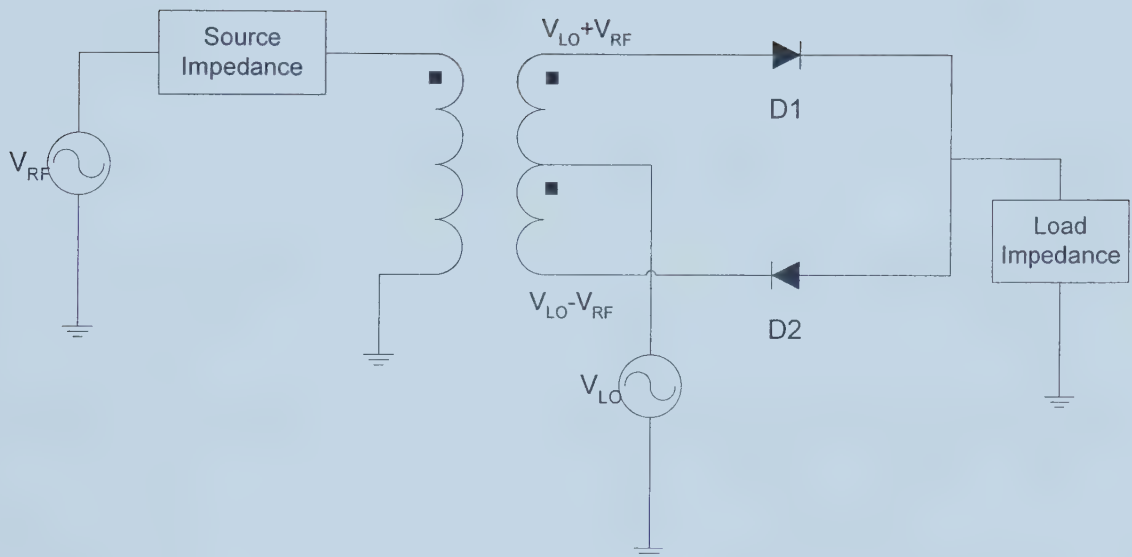 V_LO+V_RF
Source
Impedance
D1
V_RF
Load
Impedance
V_LO-V_RF
D2
V_LO